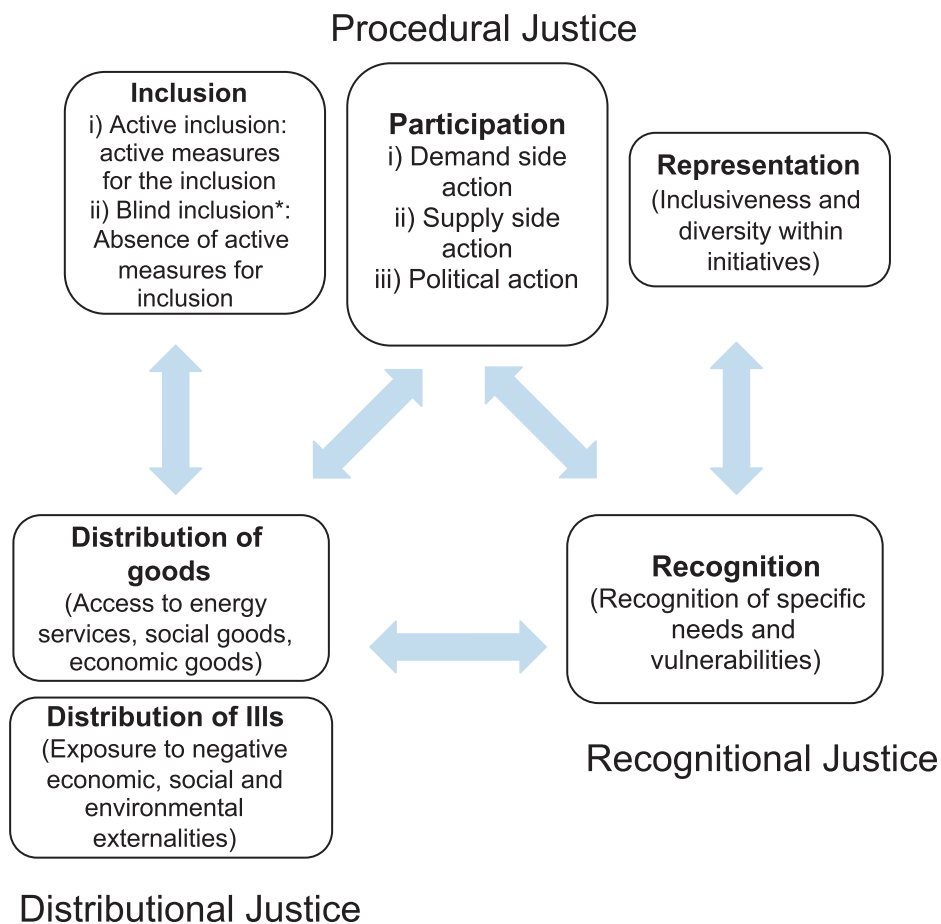 Procedural Justice
Inclusion
i) Active inclusion:
active measures
for the inclusion
ii) Blind inclusion*:
Absence of active
measures for
inclusion
Participation
i) Demand side
action
ii) Supply side
action
iii) Political action
Representation
(Inclusiveness and
diversity within
initiatives)
Distribution of
goods
(Access to energy
services, social goods,
economic goods)
Distribution of IIIs
(Exposure to negative
economic, social and
environmental
externalities)
Distributional Justice
Recognition
(Recognition of specific
needs and
vulnerabilities)
Recognitional Justice